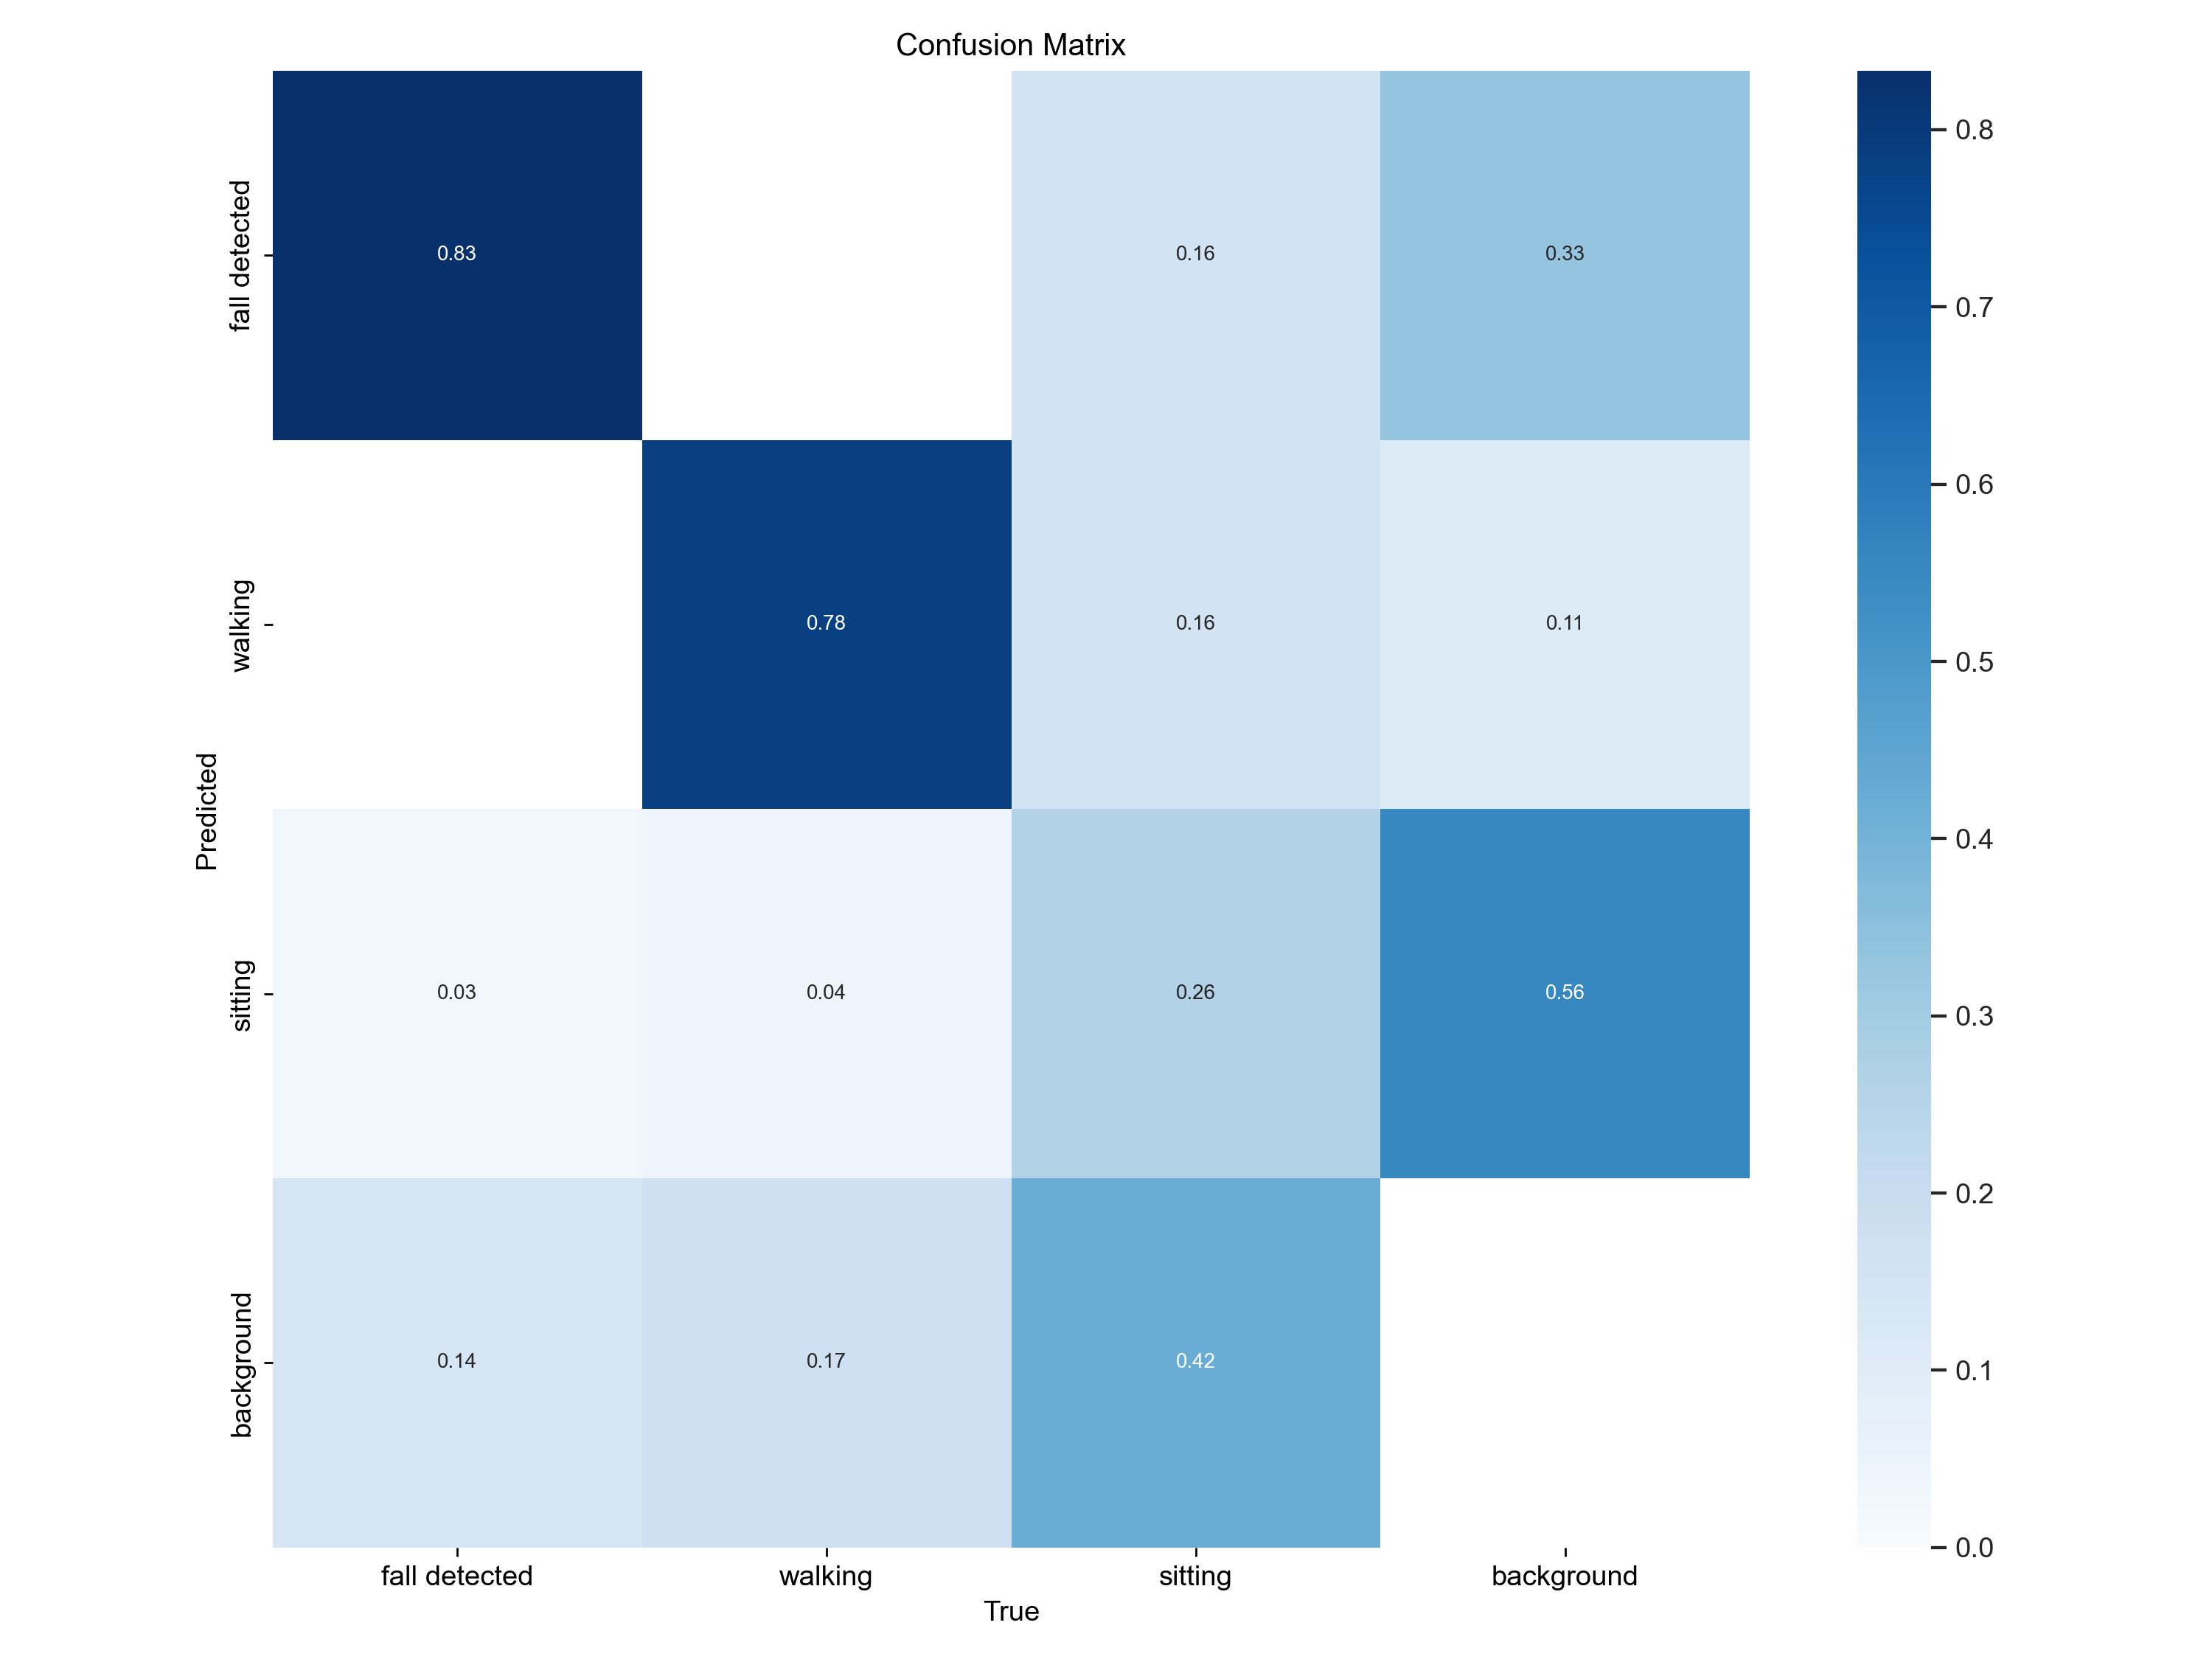 Confusion Matrix
fall detected
walking
sitting
background
Predicted
0.83
0.16
0.33
0.78
0.16
0.11
0.03
0.04
0.26
0.56
0.14
0.17
0.42
fall detected
walking
sitting
background
True
0.8
0.7
0.6
0.5
0.4
0.3
0.2
0.1
0.0